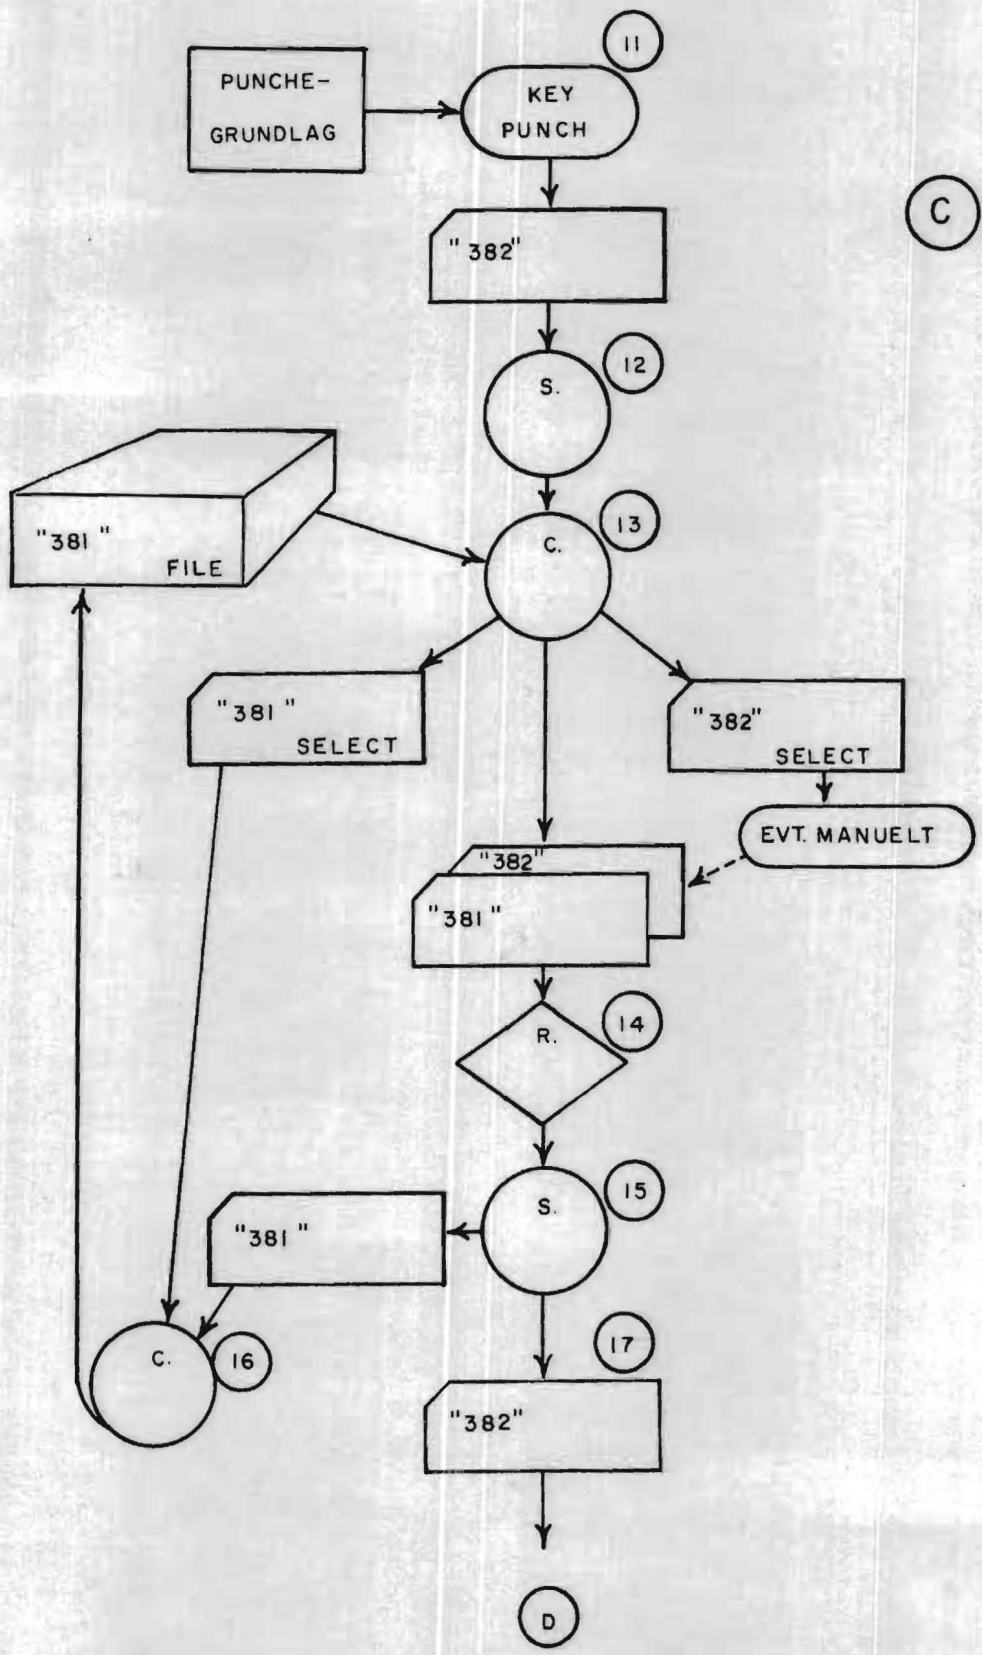 11
PUNCHE-
GRUNDLAG
KEY
PUNCH
C
"382"
12
S.
13
C.
"381"
FILE
"381"
SELECT
"382"
SELECT
EVT. MANUELT
"382"
"381"
14
R.
15
S.
"381"
16
C.
17
"382"
D